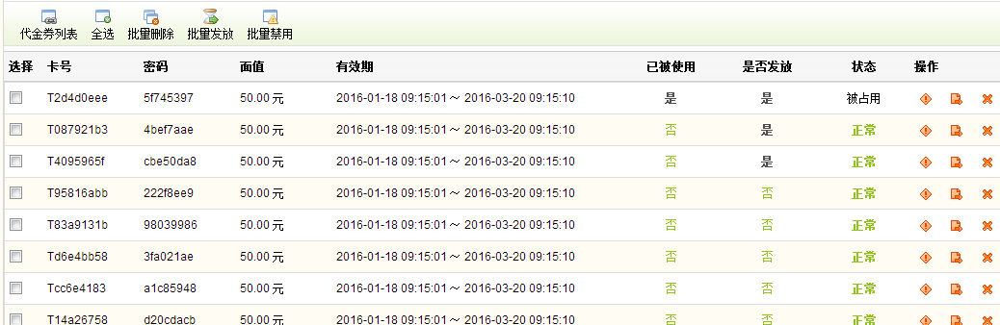 代金券列表 全选 批量删除 批量发放 批量禁用
选择 卡号 密码 面值 有效期 已被使用 是否发放 状态 操作
T2d4d0eee 5f745397 50.00 元 2016-01-18 09:15:01 ～ 2016-03-20 09:15:10 是 是 被占用
T087921b3 4bef7aae 50.00 元 2016-01-18 09:15:01 ～ 2016-03-20 09:15:10 否 是 正常
T4095965f cbe50da8 50.00 元 2016-01-18 09:15:01 ～ 2016-03-20 09:15:10 否 是 正常
T95816abb 222f8ee9 50.00 元 2016-01-18 09:15:01 ～ 2016-03-20 09:15:10 否 否 正常
T83a9131b 98039986 50.00 元 2016-01-18 09:15:01 ～ 2016-03-20 09:15:10 否 否 正常
Td6e4bb58 3fa021ae 50.00 元 2016-01-18 09:15:01 ～ 2016-03-20 09:15:10 否 否 正常
Tcc6e4183 a1c85948 50.00 元 2016-01-18 09:15:01 ～ 2016-03-20 09:15:10 否 否 正常
T14a26758 d20cdacb 50.00 元 2016-01-18 09:15:01 ～ 2016-03-20 09:15:10 否 否 正常